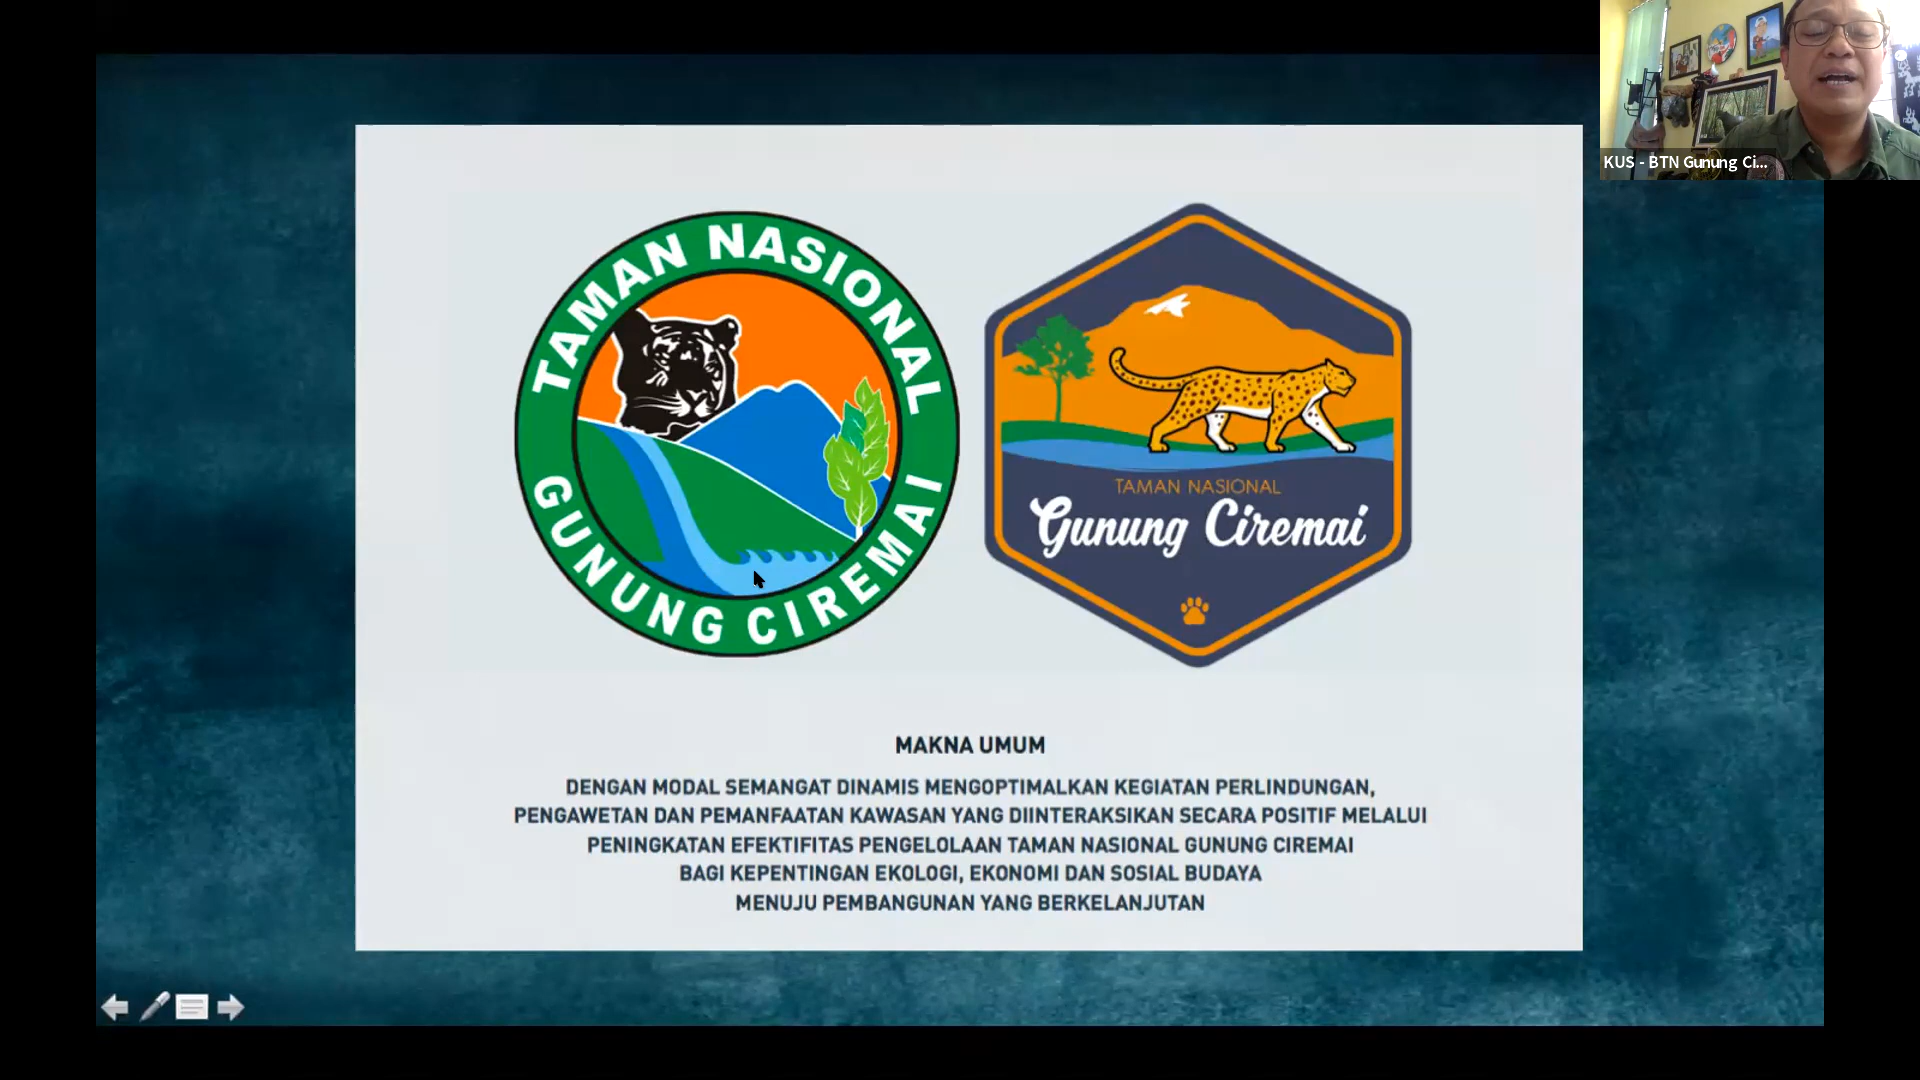 KUS - BTN Gunung Ci...
TAMAN NASIONAL
GUNUNG CIREMAI
TAMAN NASIONAL
Gunung Ciremai
MAKNA UMUM
DENGAN MODAL SEMANGAT DINAMIS MENGOPTIMALKAN KEGIATAN PERLINDUNGAN,
PENGAWETAN DAN PEMANFAATAN KAWASAN YANG DIINTERAKSIKAN SECARA POSITIF MELALUI
PENINGKATAN EFEKTIFITAS PENGELOLAAN TAMAN NASIONAL GUNUNG CIREMAI
BAGI KEPENTINGAN EKOLOGI, EKONOMI DAN SOSIAL BUDAYA
MENUJU PEMBANGUNAN YANG BERKELANJUTAN